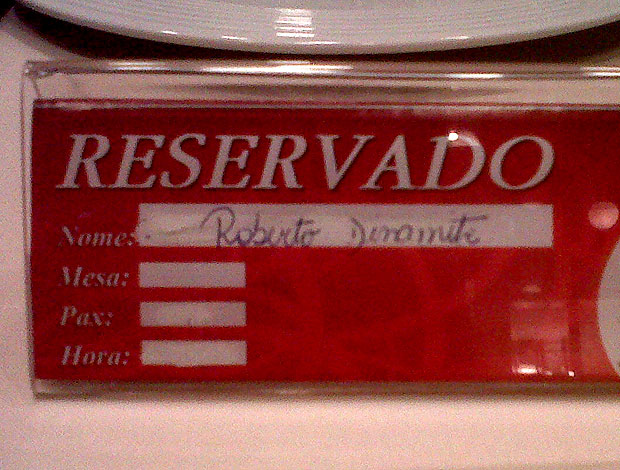 RESERVADO
Nome: Roberto Dinamite
Mesa:
Pax:
Hora: